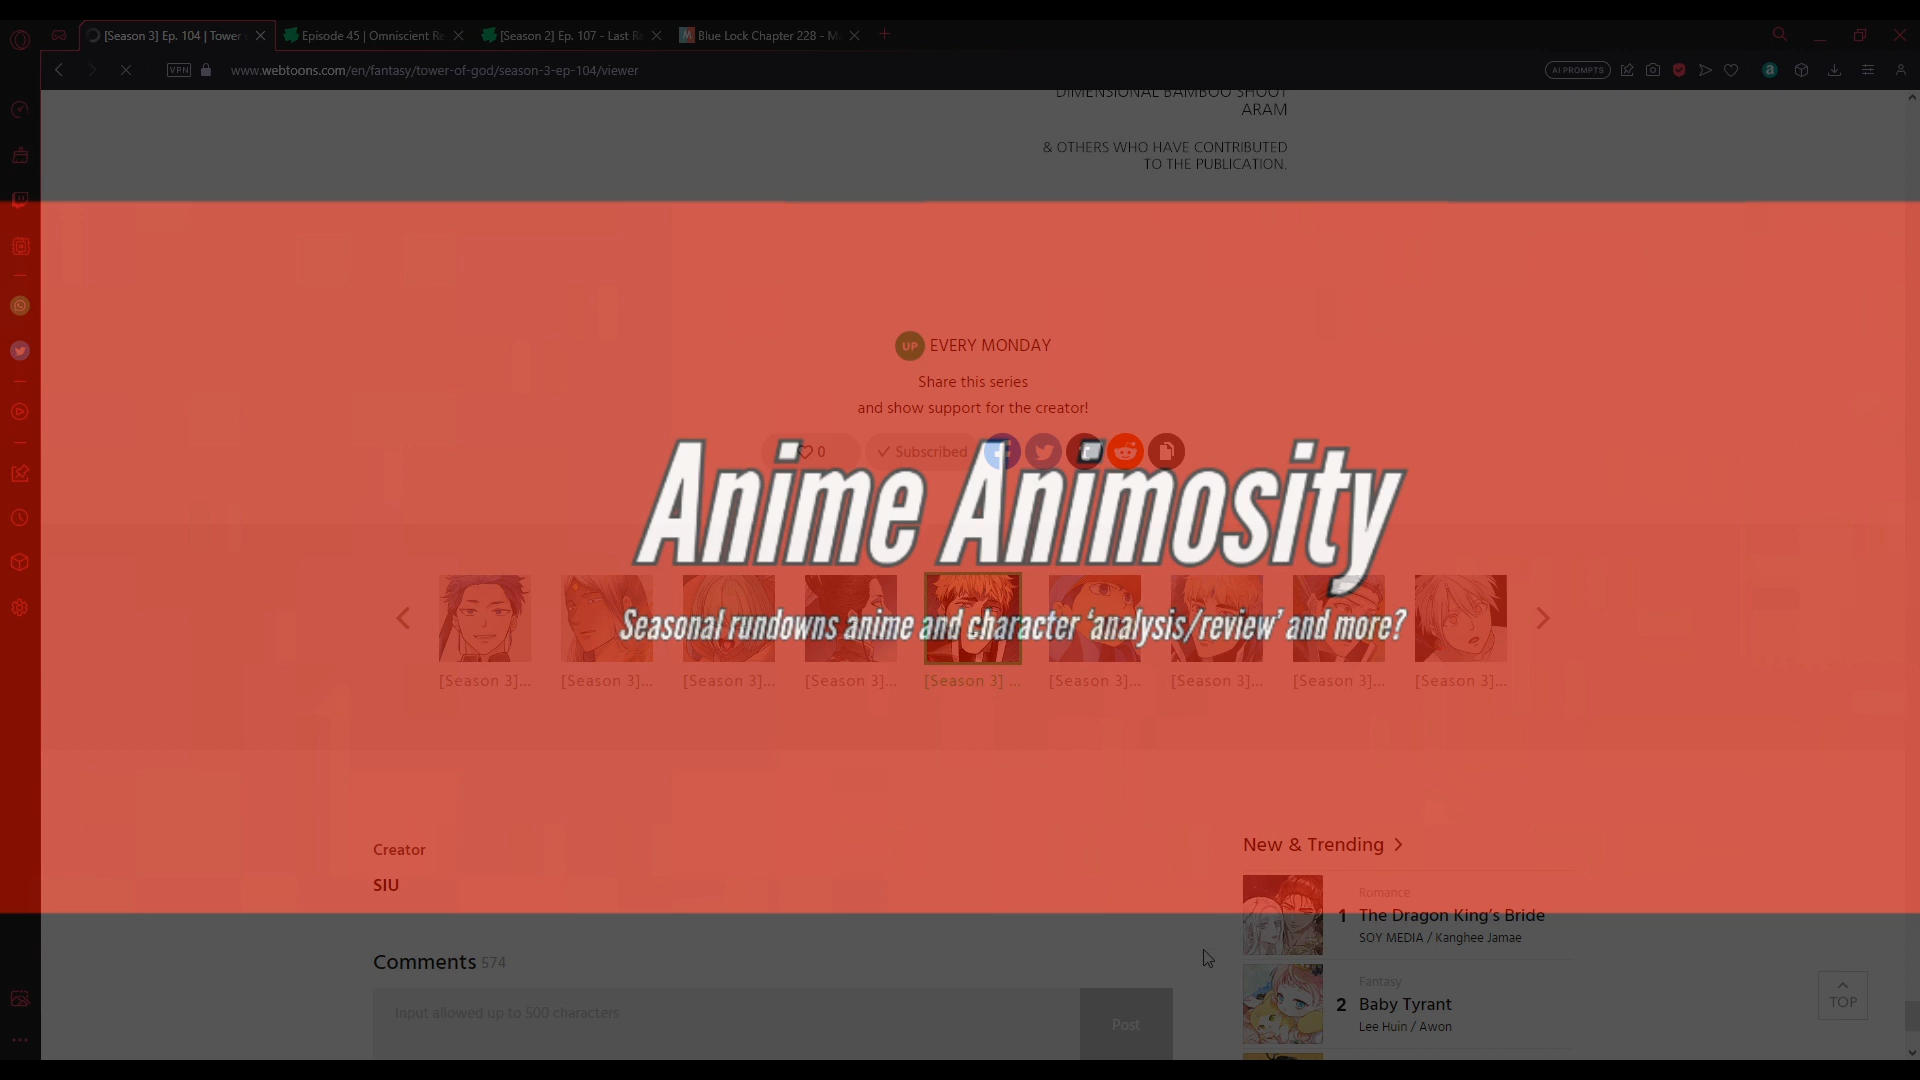 [Season 3] Ep. 104 | Tower
Episode 45 | Omniscient Re
[Season 2] Ep. 107 - Last R
Blue Lock Chapter 228 - M
VPN
www.webtoons.com/en/fantasy/tower-of-god/season-3-ep-104/viewer
AI PROMPTS
a
DIMENSIONAL BAMBOO SHOOT
ARAM
& OTHERS WHO HAVE CONTRIBUTED
TO THE PUBLICATION.
UP EVERY MONDAY
Share this series
and show support for the creator!
0
Subscribed
Anime Animosity
Seasonal rundowns anime and character ‘analysis/review’ and more?
[Season 3]...
[Season 3]...
[Season 3]...
[Season 3]...
[Season 3] ...
[Season 3]...
[Season 3]...
[Season 3]...
[Season 3]...
Creator
SIU
New & Trending
Romance
1 The Dragon King’s Bride
SOY MEDIA / Kanghee Jamae
Comments 574
Input allowed up to 500 characters
Post
Fantasy
2 Baby Tyrant
Lee Huin / Awon
TOP